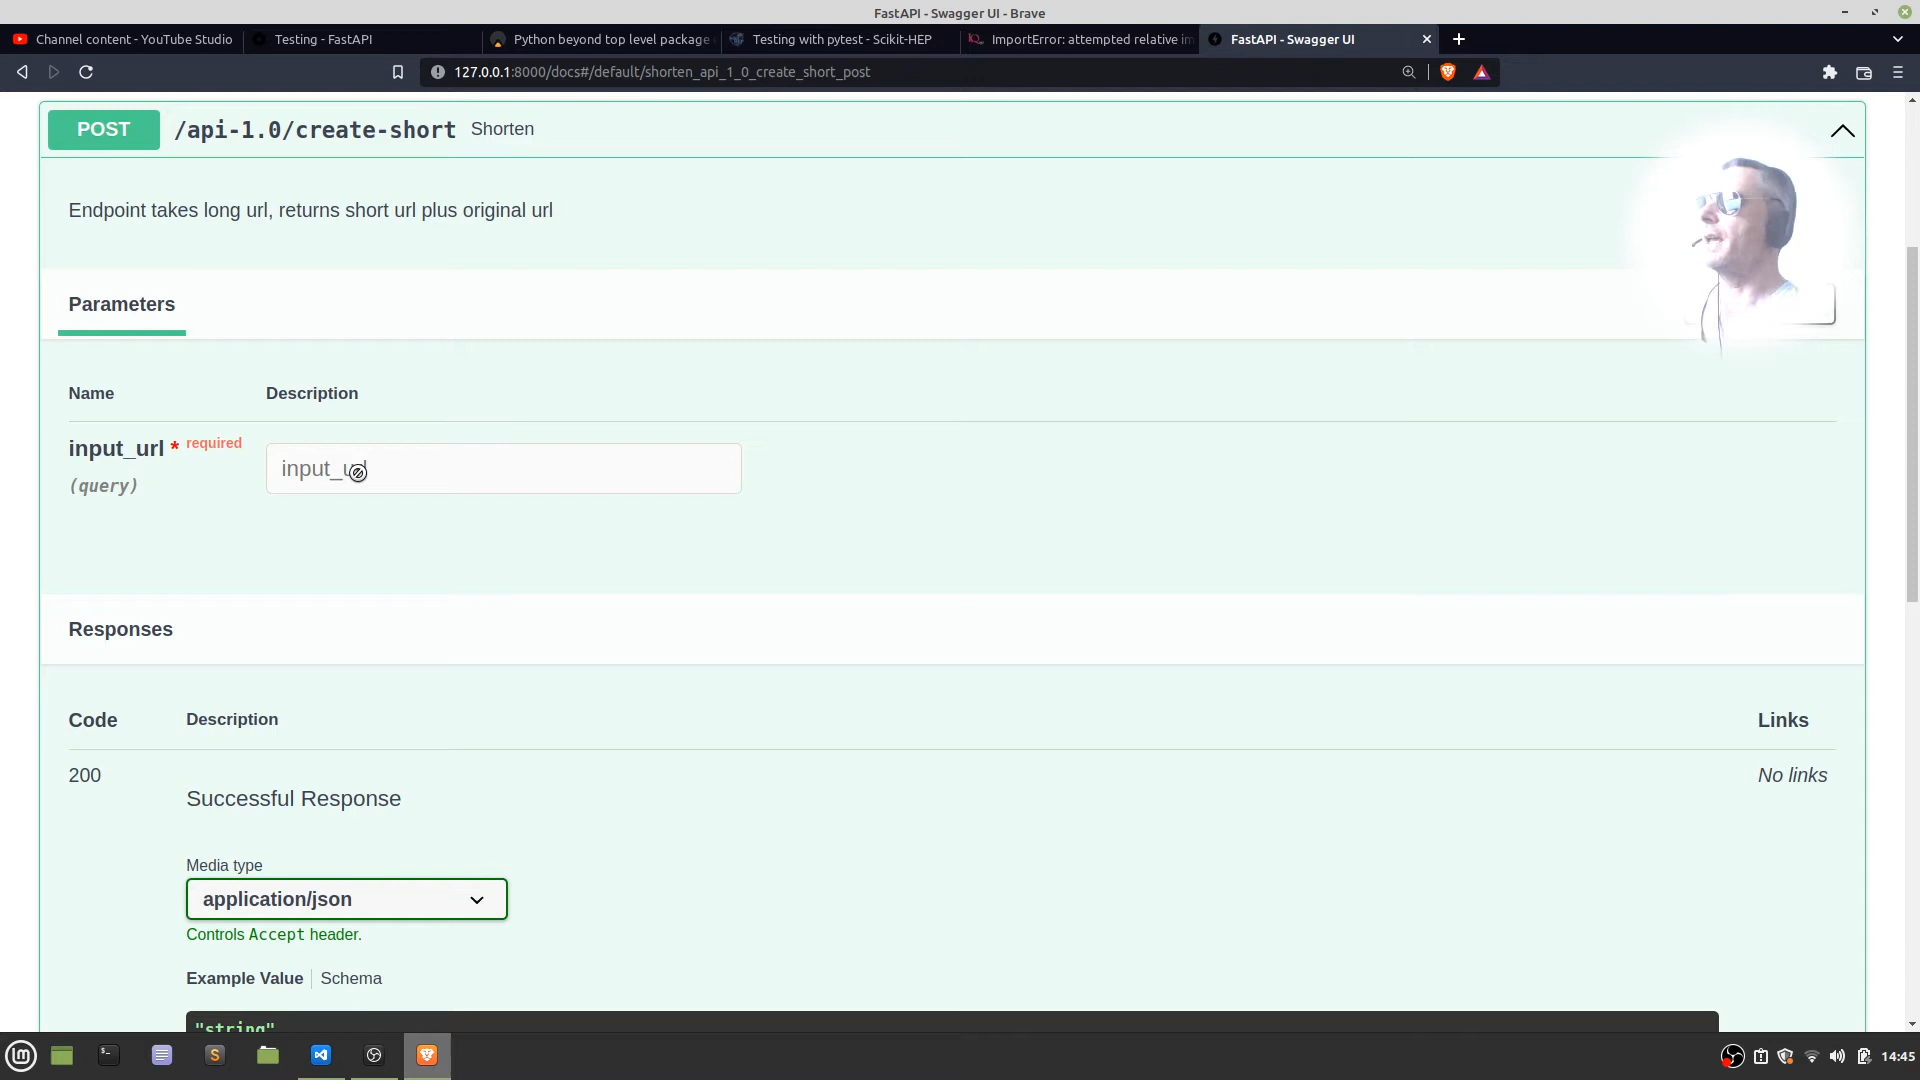 FastAPI - Swagger UI - Brave
Channel content - YouTube Studio
Testing - FastAPI
Python beyond top level package
Testing with pytest - Scikit-HEP
ImportError: attempted relative im
FastAPI - Swagger UI
127.0.0.1:8000/docs#/default/shorten_api_1_0_create_short_post
POST /api-1.0/create-short Shorten
Endpoint takes long url, returns short url plus original url
Parameters
Name Description
input_url * required
(query)
input_url
Responses
Code Description Links
200 Successful Response No links
Media type
application/json
Controls Accept header.
Example Value Schema
"string"
14:45